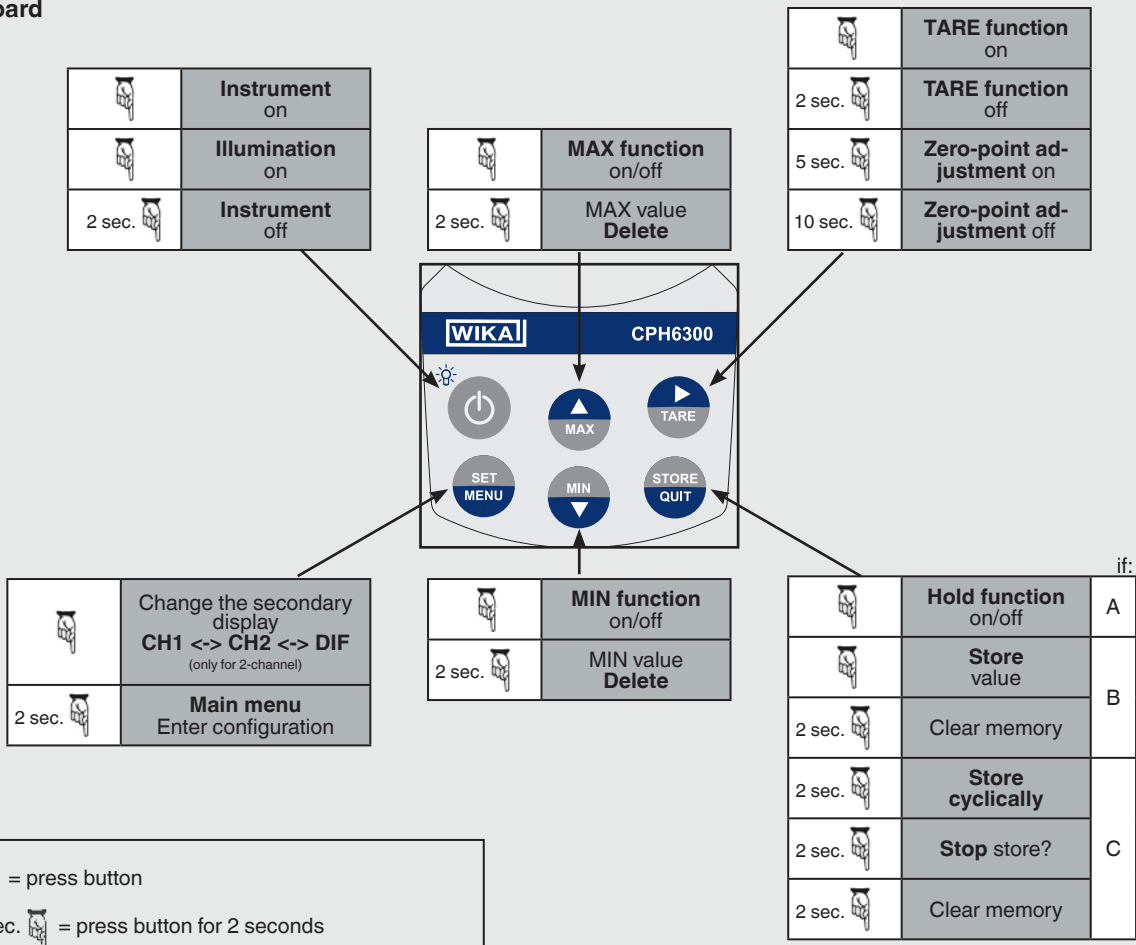 TARE function
on
2 sec.
TARE function
off
5 sec.
Zero-point ad-
justment on
10 sec.
Zero-point ad-
justment off
Instrument
on
Illumination
on
2 sec.
Instrument
off
MAX function
on/off
2 sec.
MAX value
Delete
WIKA
CPH6300
MAX
TARE
SET
MENU
MIN
STORE
QUIT
Change the secondary
display
CH1 <-> CH2 <-> DIF
(only for 2-channel)
2 sec.
Main menu
Enter configuration
MIN function
on/off
2 sec.
MIN value
Delete
if:
Hold function
on/off
A
Store
value
B
2 sec.
Clear memory
2 sec.
Store
cyclically
2 sec.
Stop store?
C
2 sec.
Clear memory
= press button
= press button for 2 seconds